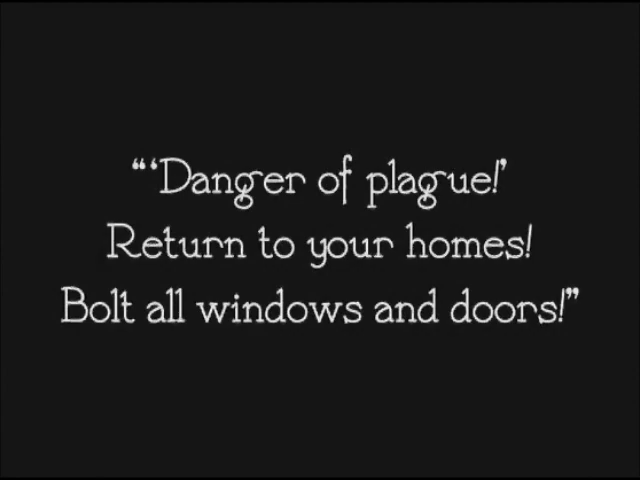 “‘Danger of plague!’
Return to your homes!
Bolt all windows and doors!”